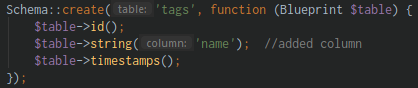 Schema::create( table: 'tags', function (Blueprint $table) {
    $table->id();
    $table->string( column: 'name');  //added column
    $table->timestamps();
});